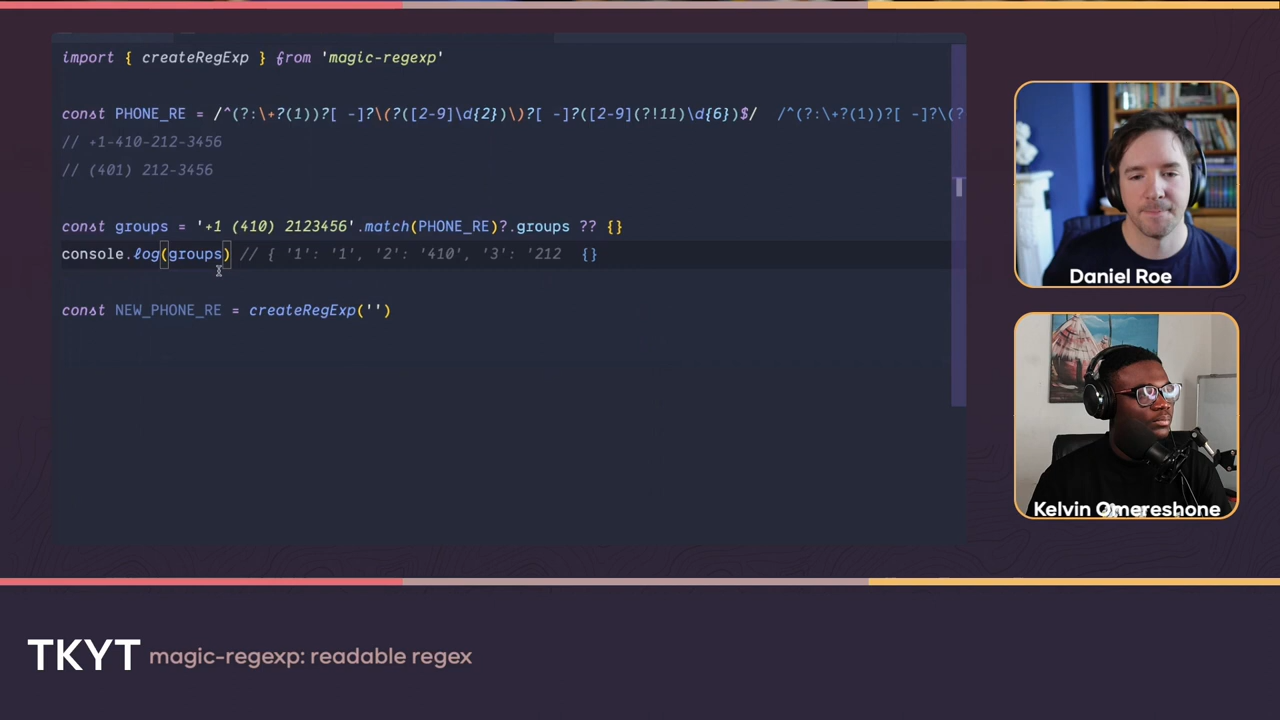 import { createRegExp } from 'magic-regexp'
const PHONE_RE = /^(?:\+?(1))?[ -]?\(?([2-9]\d{2})\)?[ -]?([2-9](?!11)\d{6})$/  /^(?:\+?(1))?[ -]?\(?
// +1-410-212-3456
// (401) 212-3456
const groups = '+1 (410) 2123456'.match(PHONE_RE)?.groups ?? {}
console.log(groups) // { '1': '1', '2': '410', '3': '212  {}
const NEW_PHONE_RE = createRegExp('')
Daniel Roe
Kelvin Omereshone
TKYT magic-regexp: readable regex